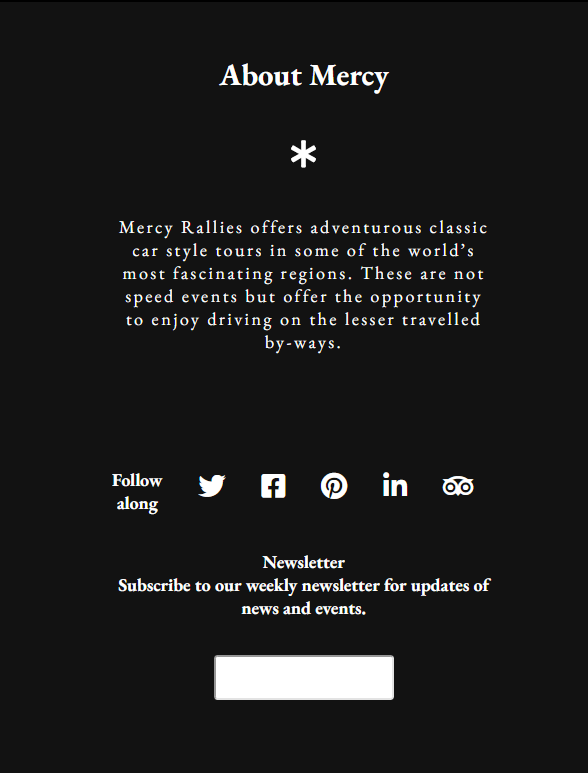 About Mercy
Mercy Rallies offers adventurous classic
car style tours in some of the world’s
most fascinating regions. These are not
speed events but offer the opportunity
to enjoy driving on the lesser travelled
by-ways.
Follow
along
Newsletter
Subscribe to our weekly newsletter for updates of
news and events.